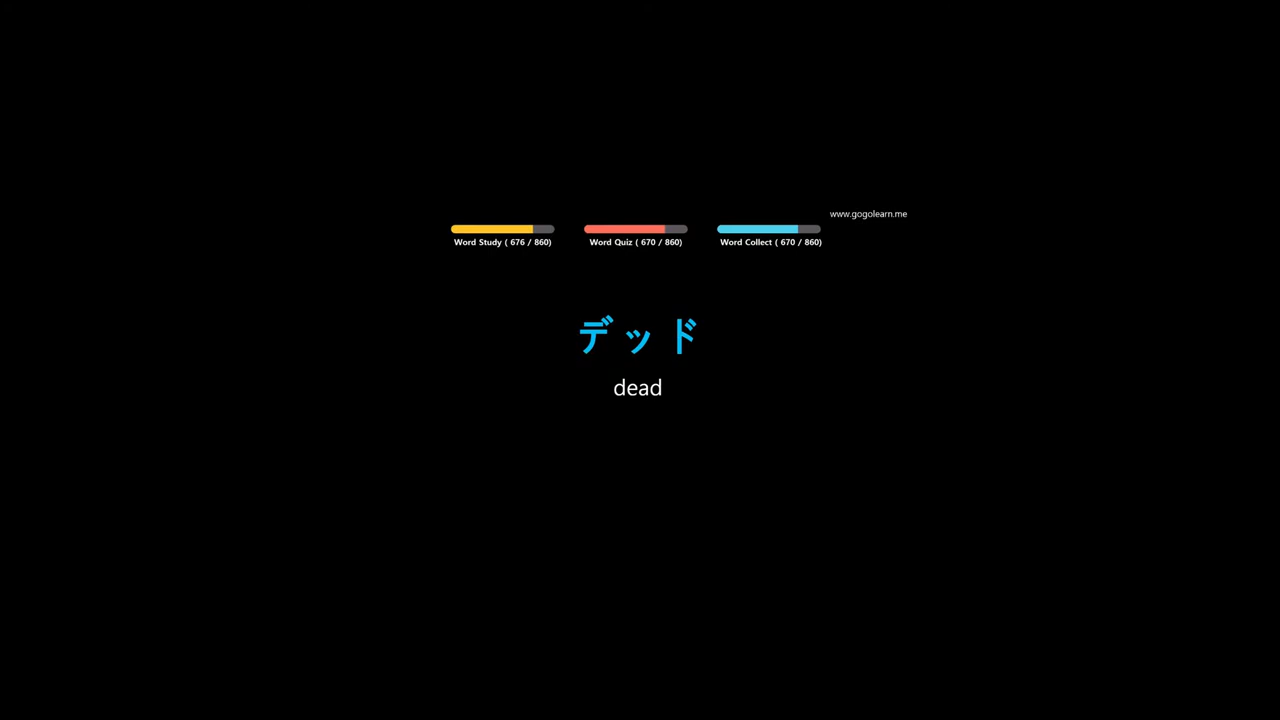 www.gogolearn.me
Word Study ( 676 / 860)
Word Quiz ( 670 / 860)
Word Collect ( 670 / 860)
デッド
dead